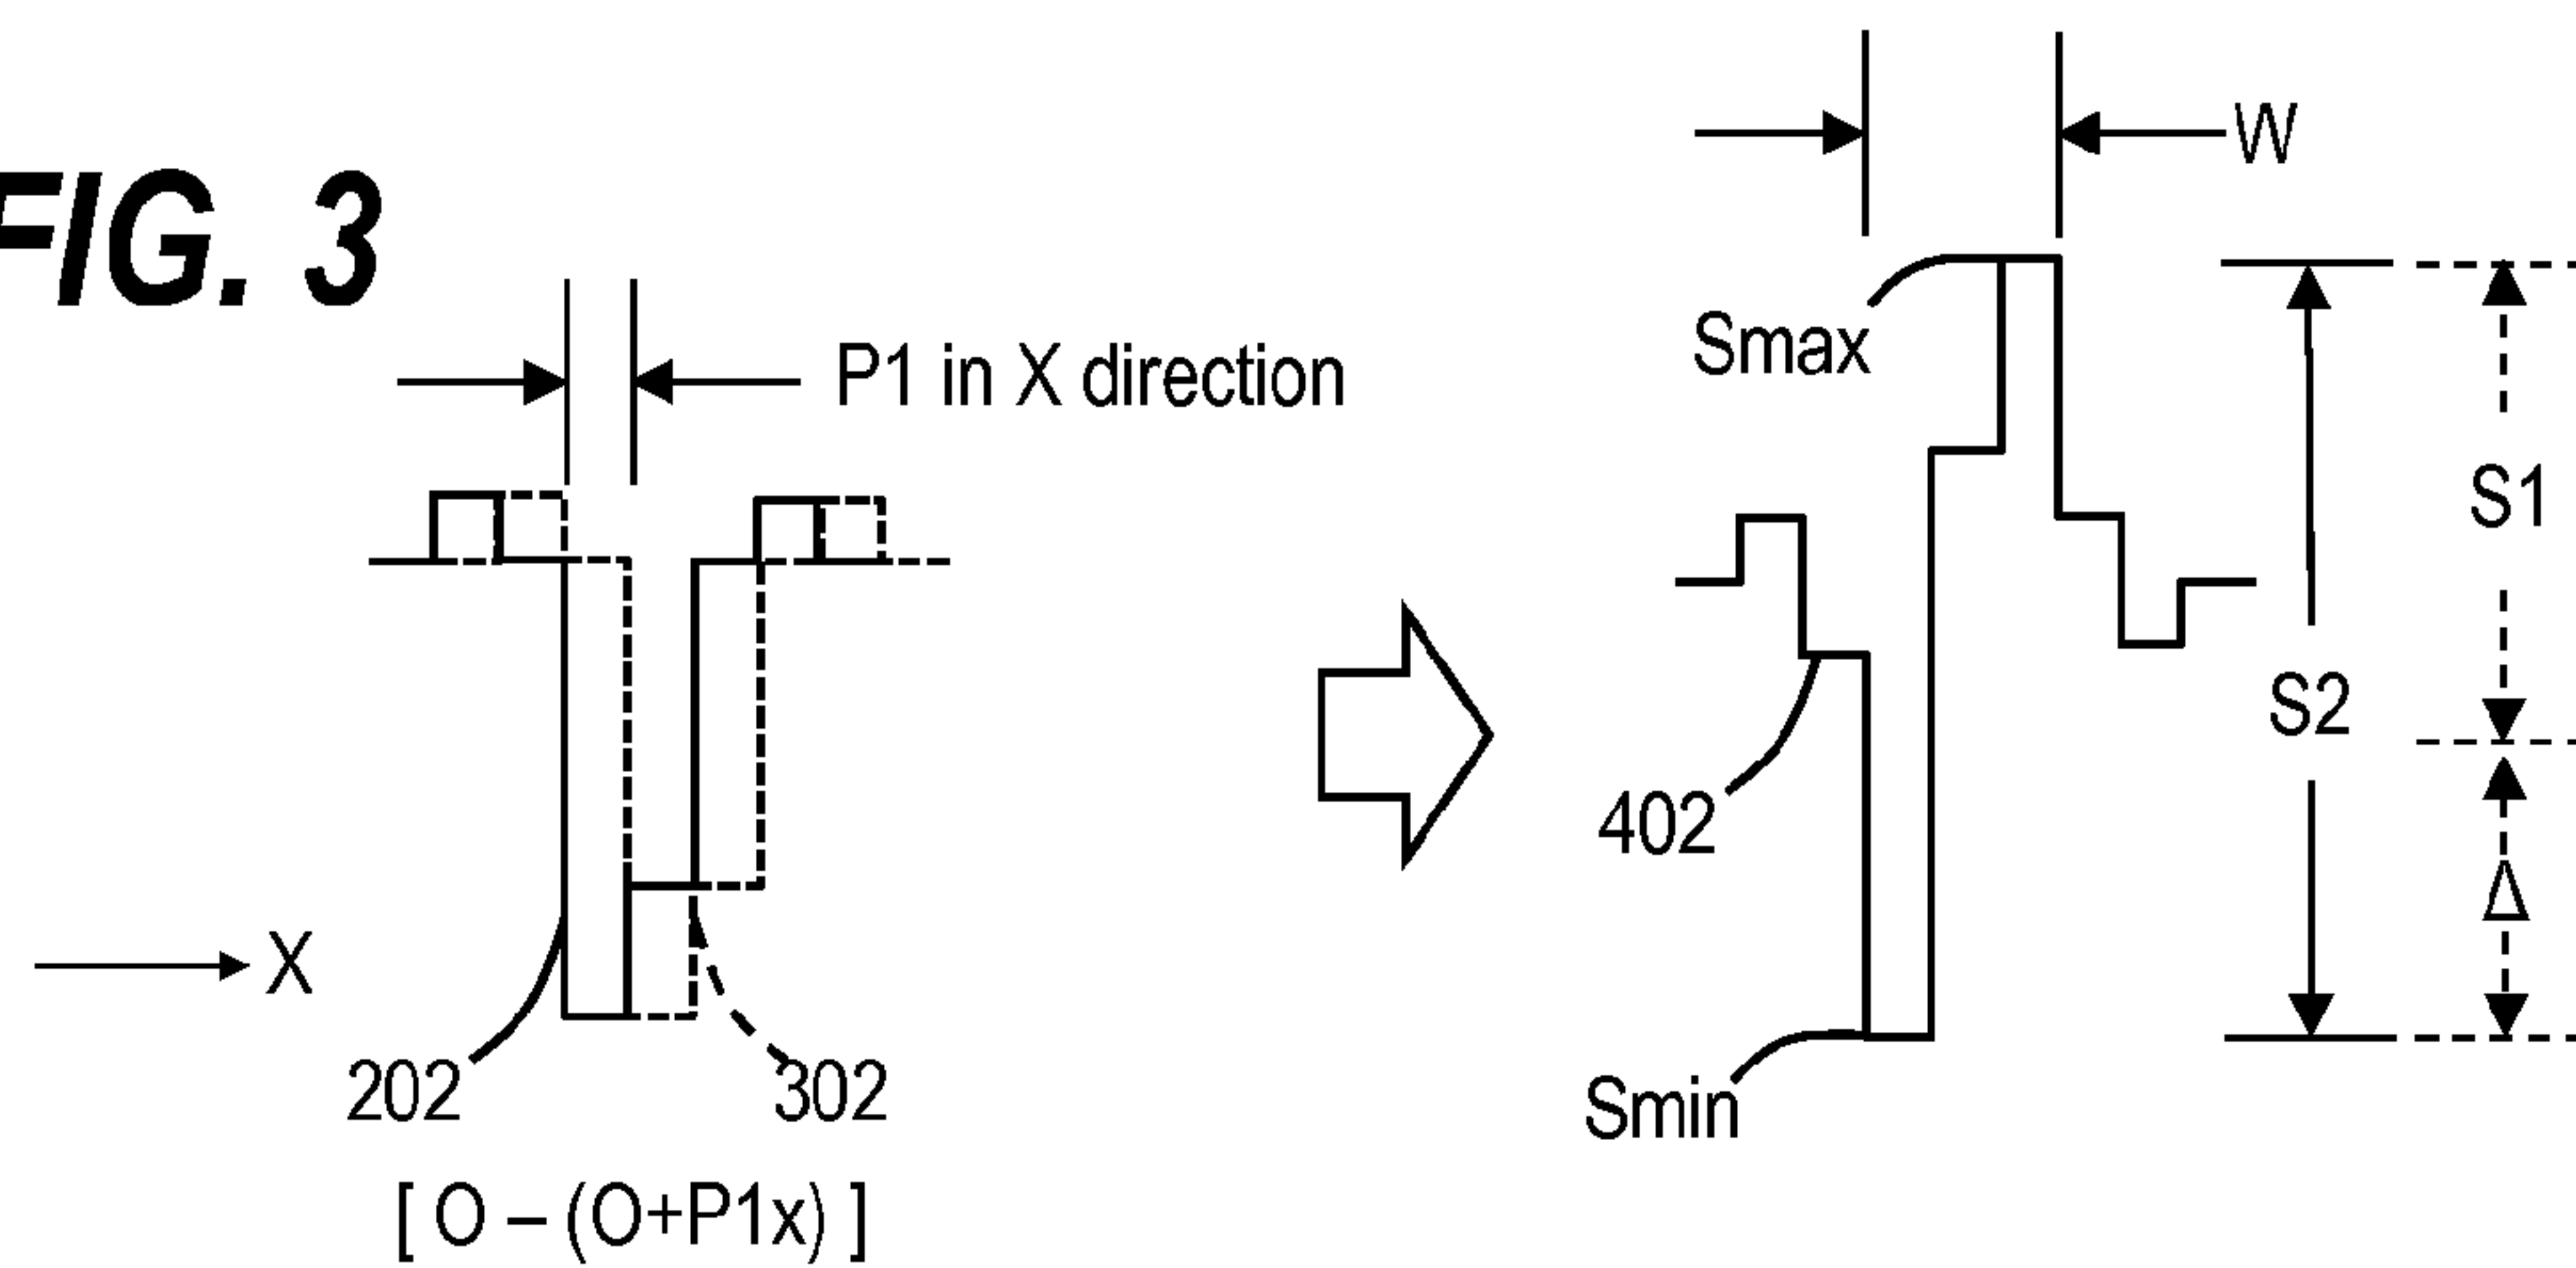 FIG. 3
W
Smax
P1 in X direction
S1
S2
402
Δ
X
202
302
Smin
[ O – (O+P1x) ]